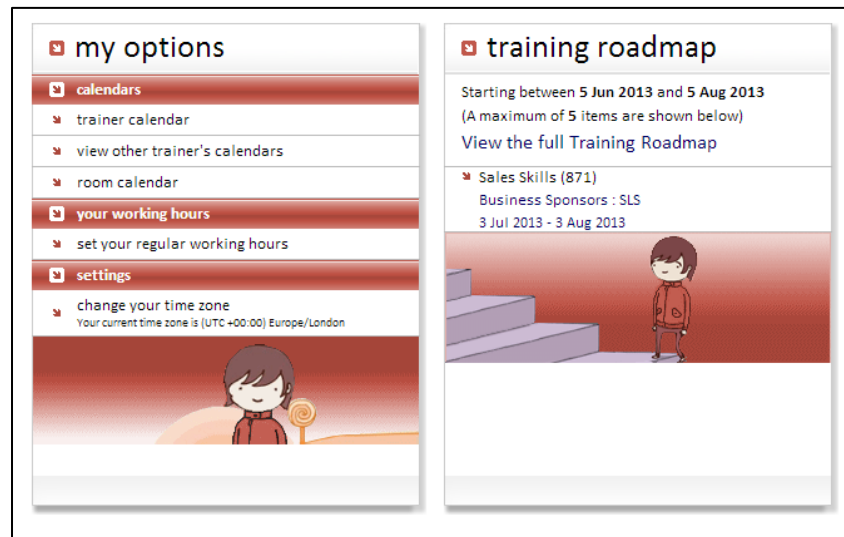 my options
calendars
trainer calendar
view other trainer's calendars
room calendar
your working hours
set your regular working hours
settings
change your time zone
Your current time zone is (UTC +00:00) Europe/London
training roadmap
Starting between 5 Jun 2013 and 5 Aug 2013
(A maximum of 5 items are shown below)
View the full Training Roadmap
Sales Skills (871)
Business Sponsors : SLS
3 Jul 2013 - 3 Aug 2013